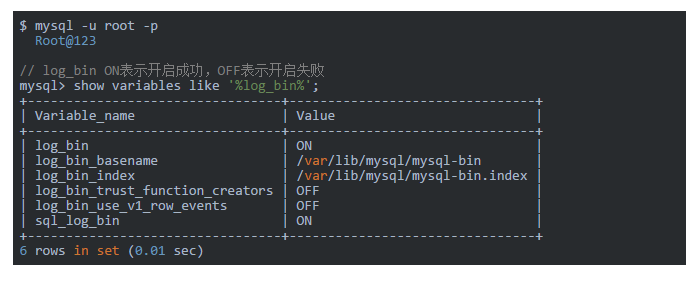 $ mysql -u root -p
  Root@123

// log_bin ON表示开启成功，OFF表示开启失败
mysql> show variables like '%log_bin%';
+---------------------------------+--------------------------------+
| Variable_name                   | Value                          |
+---------------------------------+--------------------------------+
| log_bin                         | ON                             |
| log_bin_basename                | /var/lib/mysql/mysql-bin       |
| log_bin_index                   | /var/lib/mysql/mysql-bin.index |
| log_bin_trust_function_creators | OFF                            |
| log_bin_use_v1_row_events       | OFF                            |
| sql_log_bin                     | ON                             |
+---------------------------------+--------------------------------+
6 rows in set (0.01 sec)